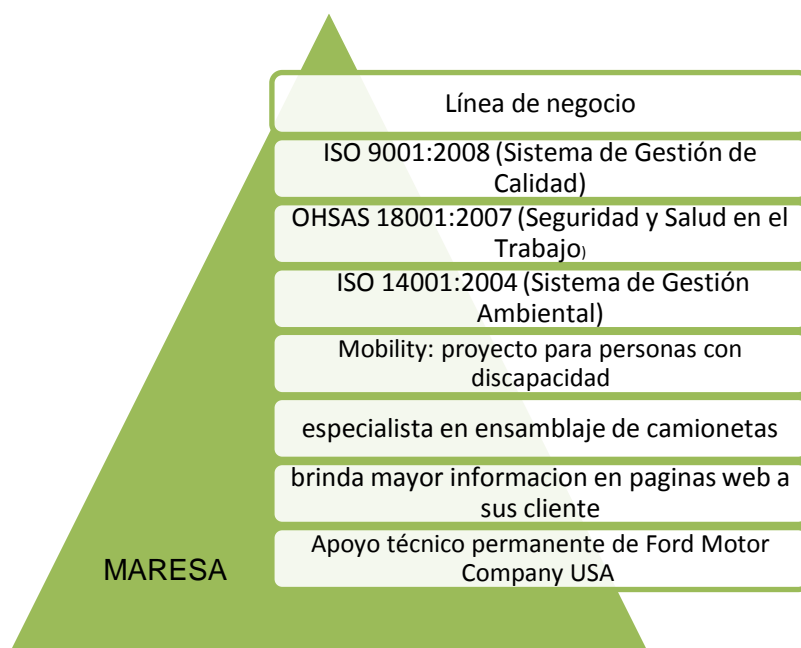 Línea de negocio
ISO 9001:2008 (Sistema de Gestión de
Calidad)
OHSAS 18001:2007 (Seguridad y Salud en el
Trabajo)
ISO 14001:2004 (Sistema de Gestión
Ambiental)
Mobility: proyecto para personas con
discapacidad
especialista en ensamblaje de camionetas
brinda mayor informacion en paginas web a
sus cliente
Apoyo técnico permanente de Ford Motor
Company USA
MARESA